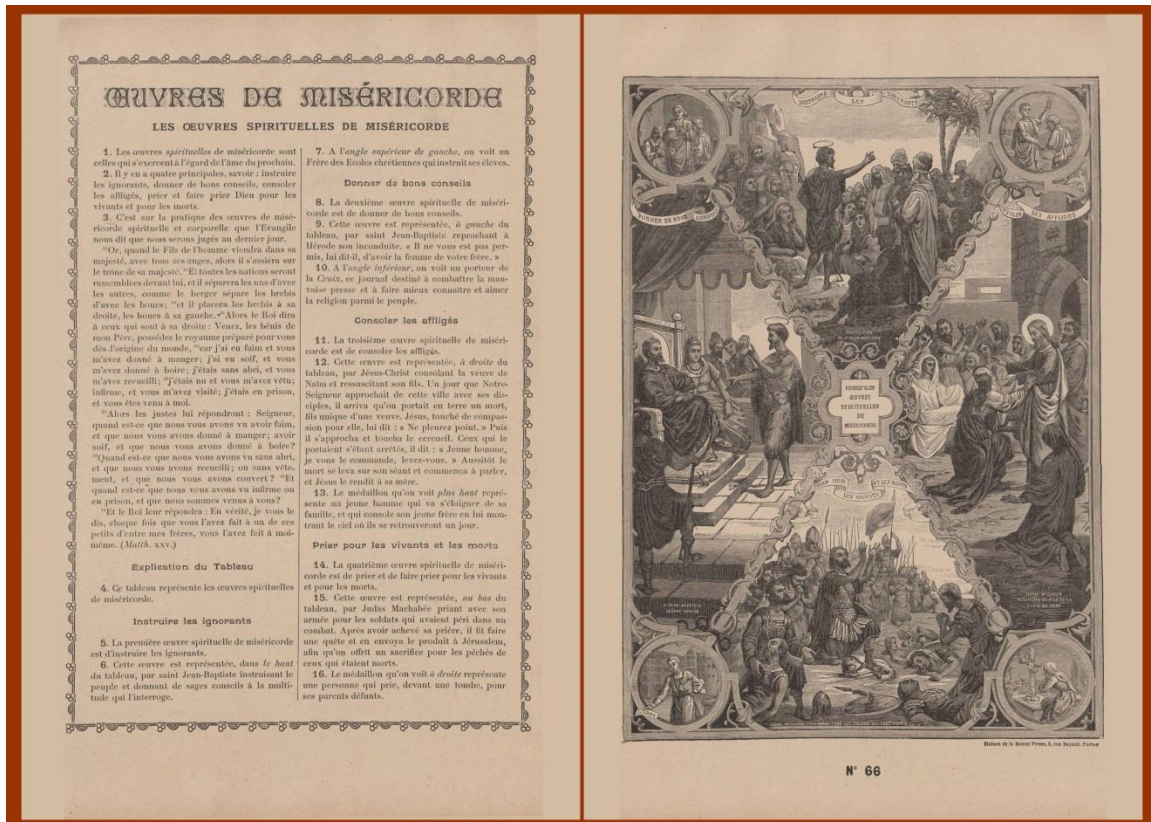 ŒUVRES DE MISÉRICORDE
LES ŒUVRES SPIRITUELLES DE MISÉRICORDE
1. Les œuvres spirituelles de miséricorde sont
celles qui s'exercent à l'égard de l'âme du prochain.
2. Il y en a quatre principales, savoir : instruire
les ignorants, donner de bons conseils, consoler
les affligés, prier et faire prier Dieu pour les
vivants et pour les morts.
3. C'est sur la pratique des œuvres de misé-
ricorde spirituelle et corporelle que l'Evangile
nous dit que nous serons jugés au dernier jour.
"Or, quand le Fils de l'homme viendra dans sa
majesté, avec tous ses anges, alors il s'assiéra sur
le trône de sa majesté. Et toutes les nations seront
rassemblées devant lui, et il séparera les uns d'avec
les autres, comme le berger sépare les brebis
d'avec les boucs; et il placera les brebis à sa
droite, les boucs à sa gauche. Alors le Roi dira
à ceux qui sont à sa droite : Venez, les bénis de
mon Père, possédez le royaume préparé pour vous
dès l'origine du monde, car j'ai eu faim et vous
m'avez donné à manger; j'ai eu soif, et vous
m'avez donné à boire; j'étais sans abri, et vous
m'avez recueilli; j'étais nu et vous m'avez vêtu;
infirme, et vous m'avez visité; j'étais en prison,
et vous êtes venu à moi.
Alors les justes lui répondront : Seigneur,
quand est-ce que nous vous avons vu avoir faim,
et que nous vous avons donné à manger; avoir
soif, et que nous vous avons donné à boire?
Quand est-ce que nous vous avons vu sans abri,
et que nous vous avons recueilli; ou sans vête-
ment, et que nous vous avons couvert? Et
quand est-ce que nous vous avons vu infirme ou
en prison, et que nous sommes venus à vous?
Et le Roi leur répondra : En vérité, je vous le
dis, chaque fois que vous l'avez fait à un de ces
petits d'entre mes frères, vous l'avez fait à moi-
même. (Matth. XXV.)
Explication du Tableau
4. Ce tableau représente les œuvres spirituelles
de miséricorde.
Instruire les ignorants
5. La première œuvre spirituelle de miséricorde
est d'instruire les ignorants.
6. Cette œuvre est représentée, dans le haut
du tableau, par saint Jean-Baptiste instruisant le
peuple et donnant de sages conseils à la multi-
tude qui l'interroge.
7. A l'angle supérieur de gauche, on voit un
Frère des Ecoles chrétiennes qui instruit ses élèves.
Donner de bons conseils
8. La deuxième œuvre spirituelle de miséri-
corde est de donner de bons conseils.
9. Cette œuvre est représentée, à gauche du
tableau, par saint Jean-Baptiste reprochant à
Hérode son inconduite. « Il ne vous est pas per-
mis, lui dit-il, d'avoir la femme de votre frère. »
10. A l'angle inférieur, on voit un porteur de
la Croix, ce journal destiné à combattre la mau-
vaise presse et à faire mieux connaître et aimer
la religion parmi le peuple.
Consoler les affligés
11. La troisième œuvre spirituelle de miséri-
corde est de consoler les affligés.
12. Cette œuvre est représentée, à droite du
tableau, par Jésus-Christ consolant la veuve de
Naïm et ressuscitant son fils. Un jour que Notre-
Seigneur approchait de cette ville avec ses dis-
ciples, il arriva qu'on portait en terre un mort,
fils unique d'une veuve. Jésus, touché de compas-
sion pour elle, lui dit : « Ne pleurez point. » Puis
il s'approcha et toucha le cercueil. Ceux qui le
portaient s'étant arrêtés, il dit : « Jeune homme,
je vous le commande, levez-vous. » Aussitôt le
mort se leva sur son séant et commença à parler,
et Jésus le rendit à sa mère.
13. Le médaillon qu'on voit plus haut repré-
sente un jeune homme qui va s'éloigner de sa
famille, et qui console son jeune frère en lui mon-
trant le ciel où ils se retrouveront un jour.
Prier pour les vivants et les morts
14. La quatrième œuvre spirituelle de miséri-
corde est de prier et de faire prier pour les vivants
et pour les morts.
15. Cette œuvre est représentée, au bas du
tableau, par Judas Machabée priant avec son
armée pour les soldats qui avaient péri dans un
combat. Après avoir achevé sa prière, il fit faire
une quête et en envoya le produit à Jérusalem,
afin qu'on offrît un sacrifice pour les péchés de
ceux qui étaient morts.
16. Le médaillon qu'on voit à droite représente
une personne qui prie, devant une tombe, pour
ses parents défunts.
INSTRUIRE LES IGNORANTS
DONNER DE BONS CONSEILS
LES AFFLIGÉS
PRINCIPALES
ŒUVRES
SPIRITUELLES
DE
MISÉRICORDE
PRIER POUR
LES VIVANTS
ET LES MORTS
Maison de la Bonne Presse, 5, rue Bayard, Paris
N° 66